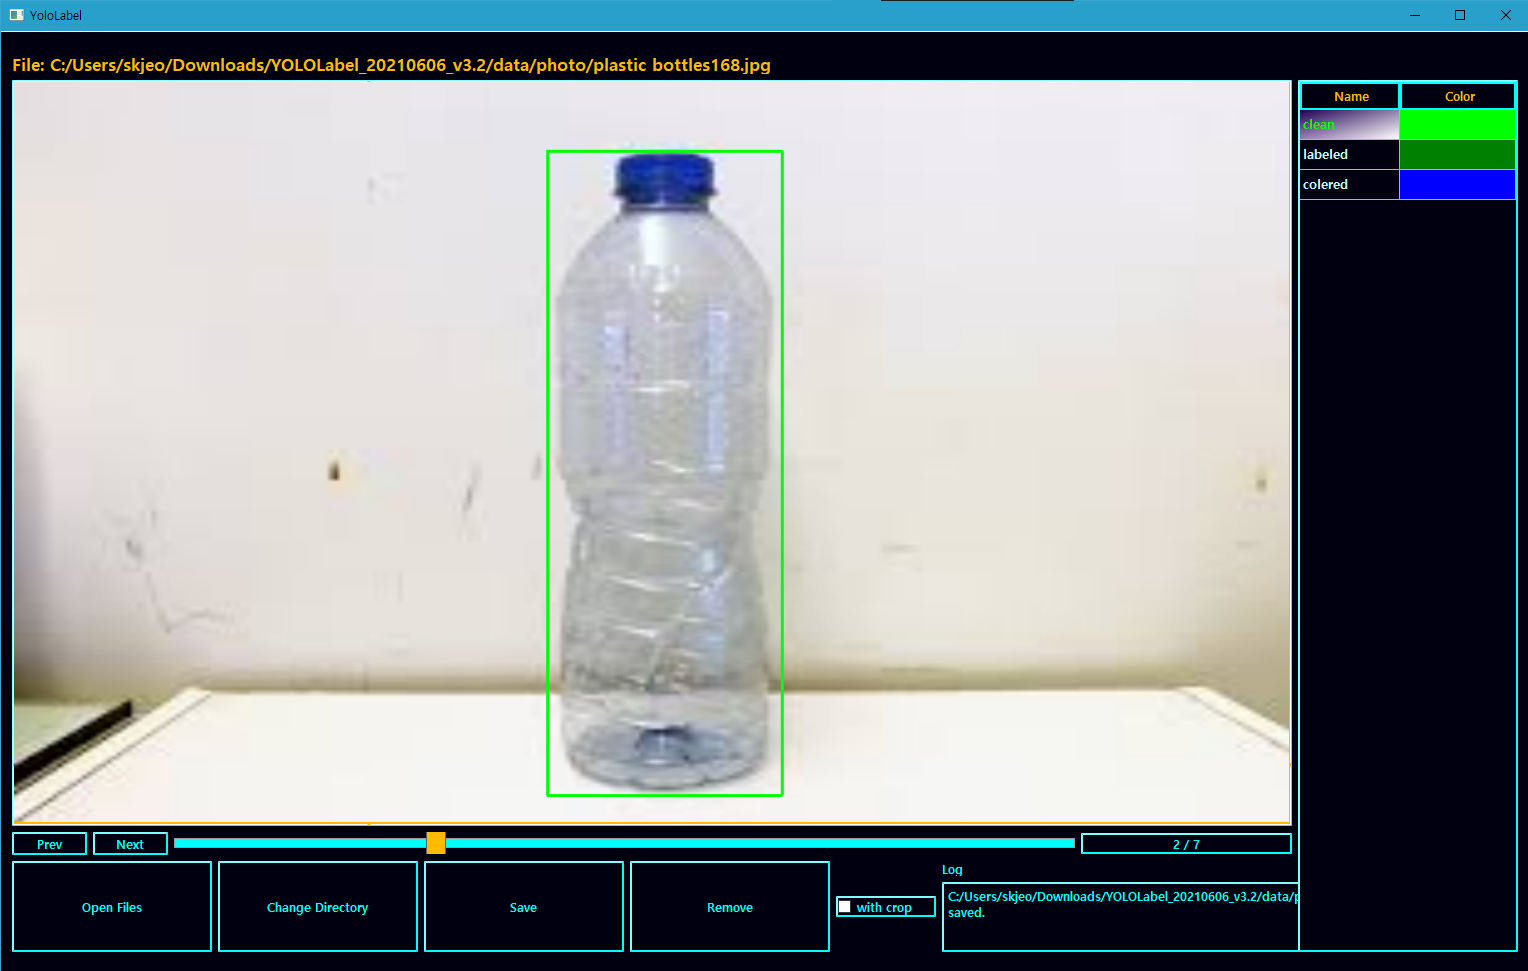 YoloLabel
File: C:/Users/skjeo/Downloads/YOLOLabel_20210606_v3.2/data/photo/plastic bottles168.jpg
Name Color
clean
labeled
colered
Prev Next 2 / 7
Open Files Change Directory Save Remove with crop
Log
C:/Users/skjeo/Downloads/YOLOLabel_20210606_v3.2/data/p
saved.